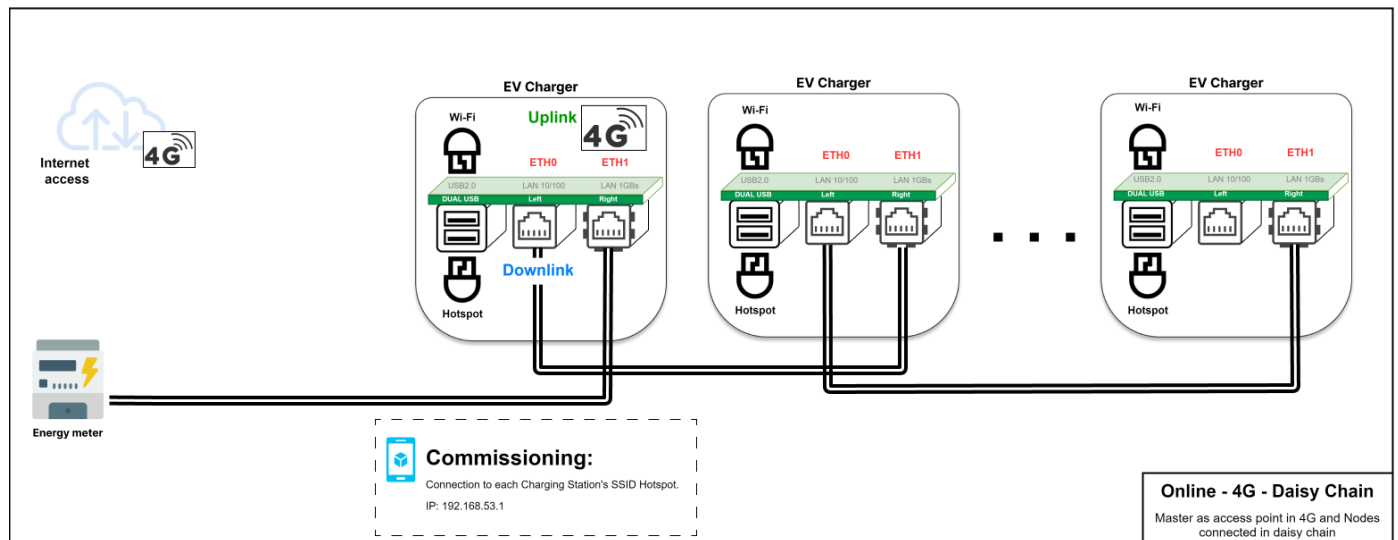 EV Charger
EV Charger
EV Charger
Wi-Fi
Uplink
4G
Wi-Fi
Wi-Fi
4G
Internet
access
ETH0
ETH1
ETH0
ETH1
ETH0
ETH1
USB2.0
LAN 10/100
LAN 1GBs
USB2.0
LAN 10/100
LAN 1GBs
USB2.0
LAN 10/100
LAN 1GBs
DUAL USB
Left
Right
DUAL USB
Left
Right
DUAL USB
Left
Right
Downlink
Hotspot
Hotspot
Hotspot
Energy meter
Commissioning:
Connection to each Charging Station's SSID Hotspot.
IP: 192.168.53.1
Online - 4G - Daisy Chain
Master as access point in 4G and Nodes
connected in daisy chain